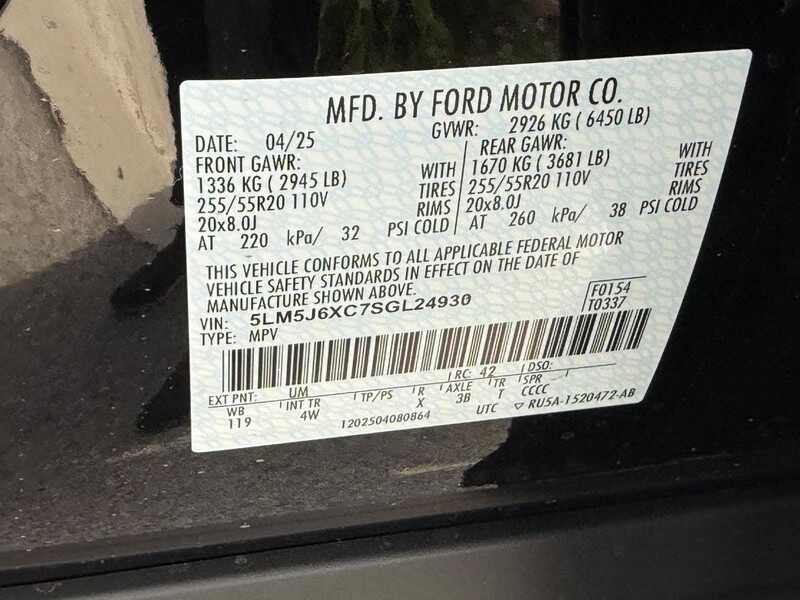 MFD. BY FORD MOTOR CO.
DATE: 04/25 GVWR: 2926 KG ( 6450 LB)
FRONT GAWR: REAR GAWR:
1336 KG ( 2945 LB) WITH 1670 KG ( 3681 LB) WITH
255/55R20 110V TIRES 255/55R20 110V TIRES
20x8.0J RIMS 20x8.0J RIMS
AT 220 kPa/ 32 PSI COLD AT 260 kPa/ 38 PSI COLD
THIS VEHICLE CONFORMS TO ALL APPLICABLE FEDERAL MOTOR
VEHICLE SAFETY STANDARDS IN EFFECT ON THE DATE OF
MANUFACTURE SHOWN ABOVE.
F0154
VIN: 5LM5J6XC7SGL24930 T0337
TYPE: MPV
EXT PNT: UM RC: 42 DSO:
WB INT TR TP/PS R AXLE TR SPR
119 4W X 3B T CCCC
1202504080864 UTC ▽ RU5A-1520472-AB